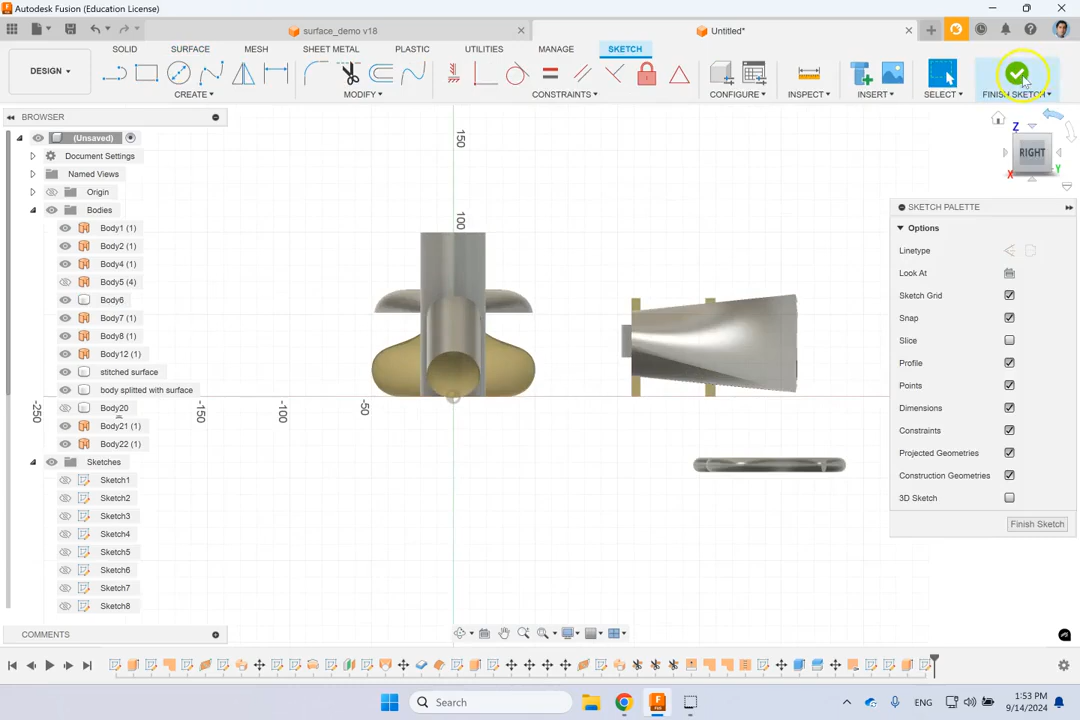 Autodesk Fusion (Education License)
surface_demo v18
Untitled*
SOLID SURFACE MESH SHEET METAL PLASTIC UTILITIES MANAGE SKETCH
DESIGN
CREATE MODIFY CONSTRAINTS CONFIGURE INSPECT INSERT SELECT FINISH SKETCH
BROWSER
(Unsaved)
Document Settings
Named Views
Origin
Bodies
Body1 (1)
Body2 (1)
Body4 (1)
Body5 (4)
Body6
Body7 (1)
Body8 (1)
Body12 (1)
stitched surface
body splitted with surface
Body20
Body21 (1)
Body22 (1)
Sketches
Sketch1
Sketch2
Sketch3
Sketch4
Sketch5
Sketch6
Sketch7
Sketch8
COMMENTS
150
100
-250
-150
-100
-50
Z
RIGHT
X
Y
SKETCH PALETTE
Options
Linetype
Look At
Sketch Grid
Snap
Slice
Profile
Points
Dimensions
Constraints
Projected Geometries
Construction Geometries
3D Sketch
Finish Sketch
Search
ENG
1:53 PM
9/14/2024